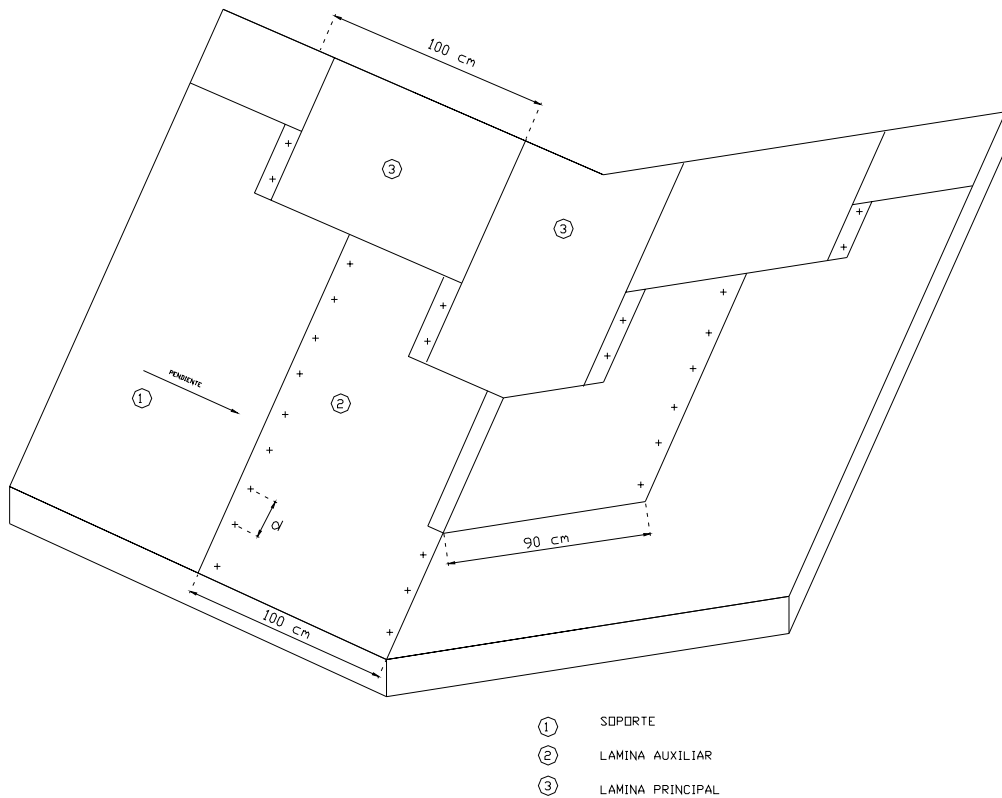 100 cm
3
3
PENDIENTE
1
2
d
90 cm
100 cm
1 SOPORTE
2 LAMINA AUXILIAR
3 LAMINA PRINCIPAL